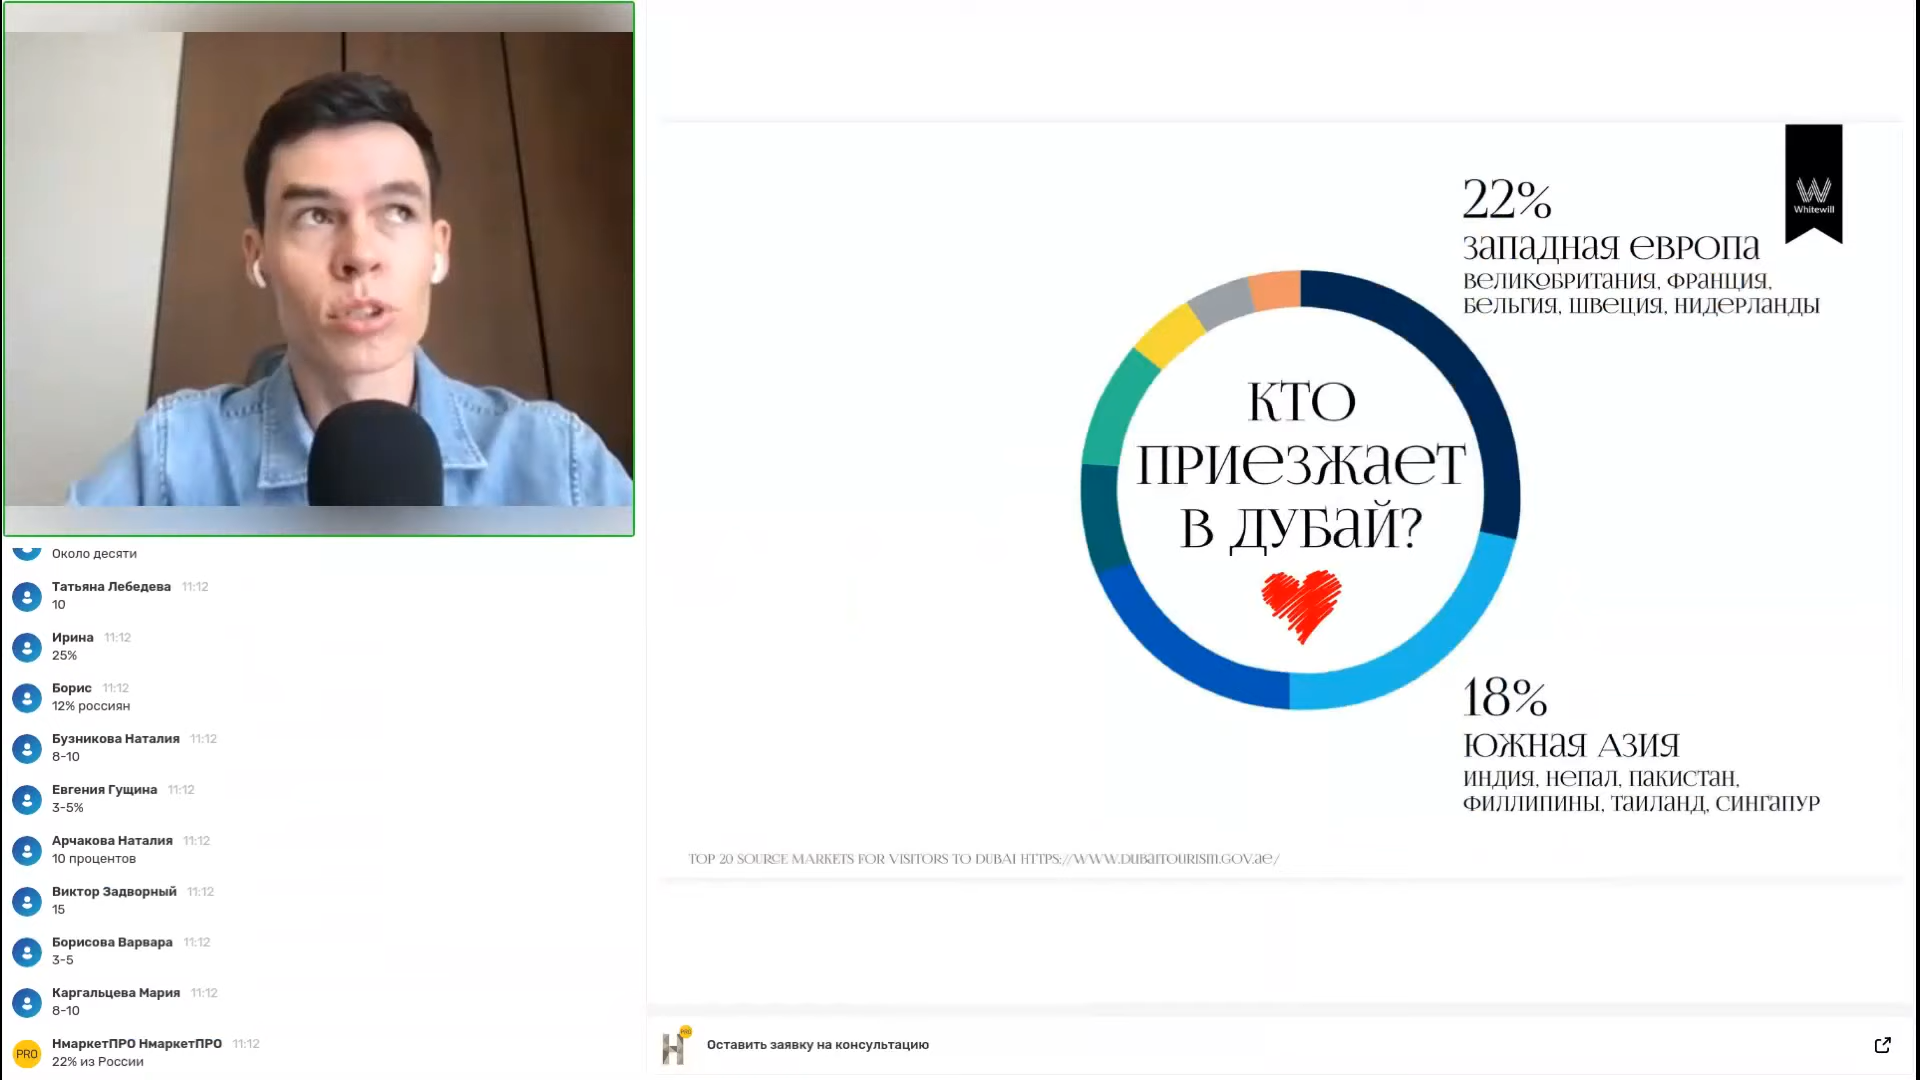 Около десяти
Татьяна Лебедева 11:12
10
Ирина 11:12
25%
Борис 11:12
12% россиян
Бузникова Наталия 11:12
8-10
Евгения Гущина 11:12
3-5%
Арчакова Наталия 11:12
10 процентов
Виктор Задворный 11:12
15
Борисова Варвара 11:12
3-5
Каргальцева Мария 11:12
8-10
PRO
НмаркетПРО НмаркетПРО 11:12
22% из России
Whitewill
22%
ЗАПАДНАЯ ЕВРОПА
ВЕЛИКОБРИТАНИЯ, ФРАНЦИЯ,
БЕЛЬГИЯ, ШВЕЦИЯ, НИДЕРЛАНДЫ
КТО
ПРИЕЗЖАЕТ
В ДУБАЙ?
18%
ЮЖНАЯ АЗИЯ
ИНДИЯ, НЕПАЛ, ПАКИСТАН,
ФИЛЛИПИНЫ, ТАИЛАНД, СИНГАПУР
TOP 20 SOURCE MARKETS FOR VISITORS TO DUBAI HTTPS://WWW.DUBAITOURISM.GOV.AE/
PRO
Н
Оставить заявку на консультацию